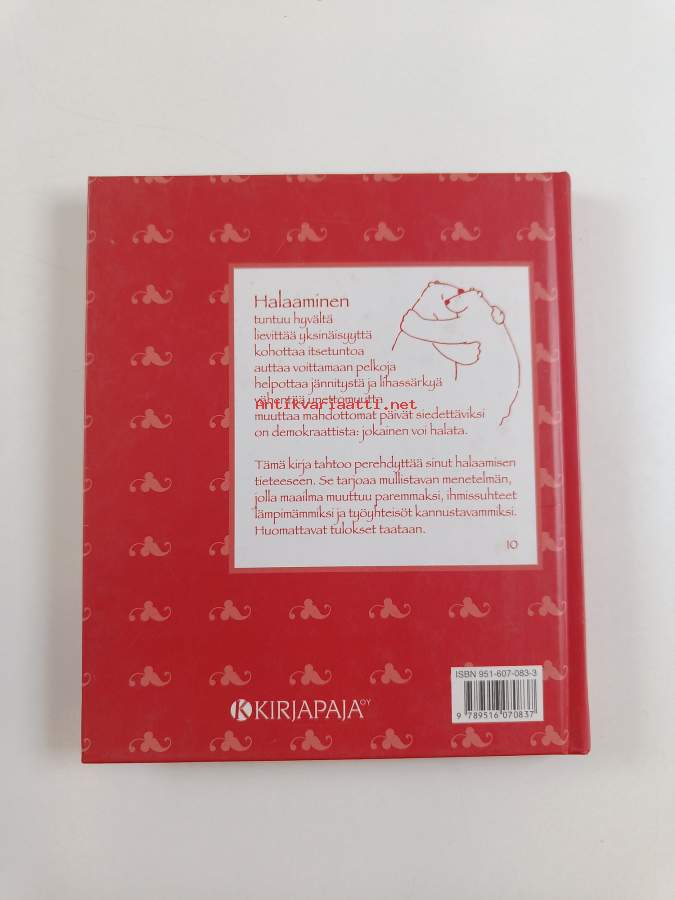 Halaaminen
tuntuu hyvältä
lievittää yksinäisyyttä
kohottaa itsetuntoa
auttaa voittamaan pelkoja
helpottaa jännitystä ja lihassärkyä
vähentää unettomuutta
Antikvariaatti.net
muuttaa mahdottomat päivät siedettäviksi
on demokraattista: jokainen voi halata.
Tämä kirja tahtoo perehdyttää sinut halaamisen
tieteeseen. Se tarjoaa mullistavan menetelmän,
jolla maailma muuttuu paremmaksi, ihmissuhteet
lämpimämmiksi ja työyhteisöt kannustavammiksi.
Huomattavat tulokset taataan.
10
ISBN 951-607-083-3
9 789516 070837
KIRJAPAJA OY